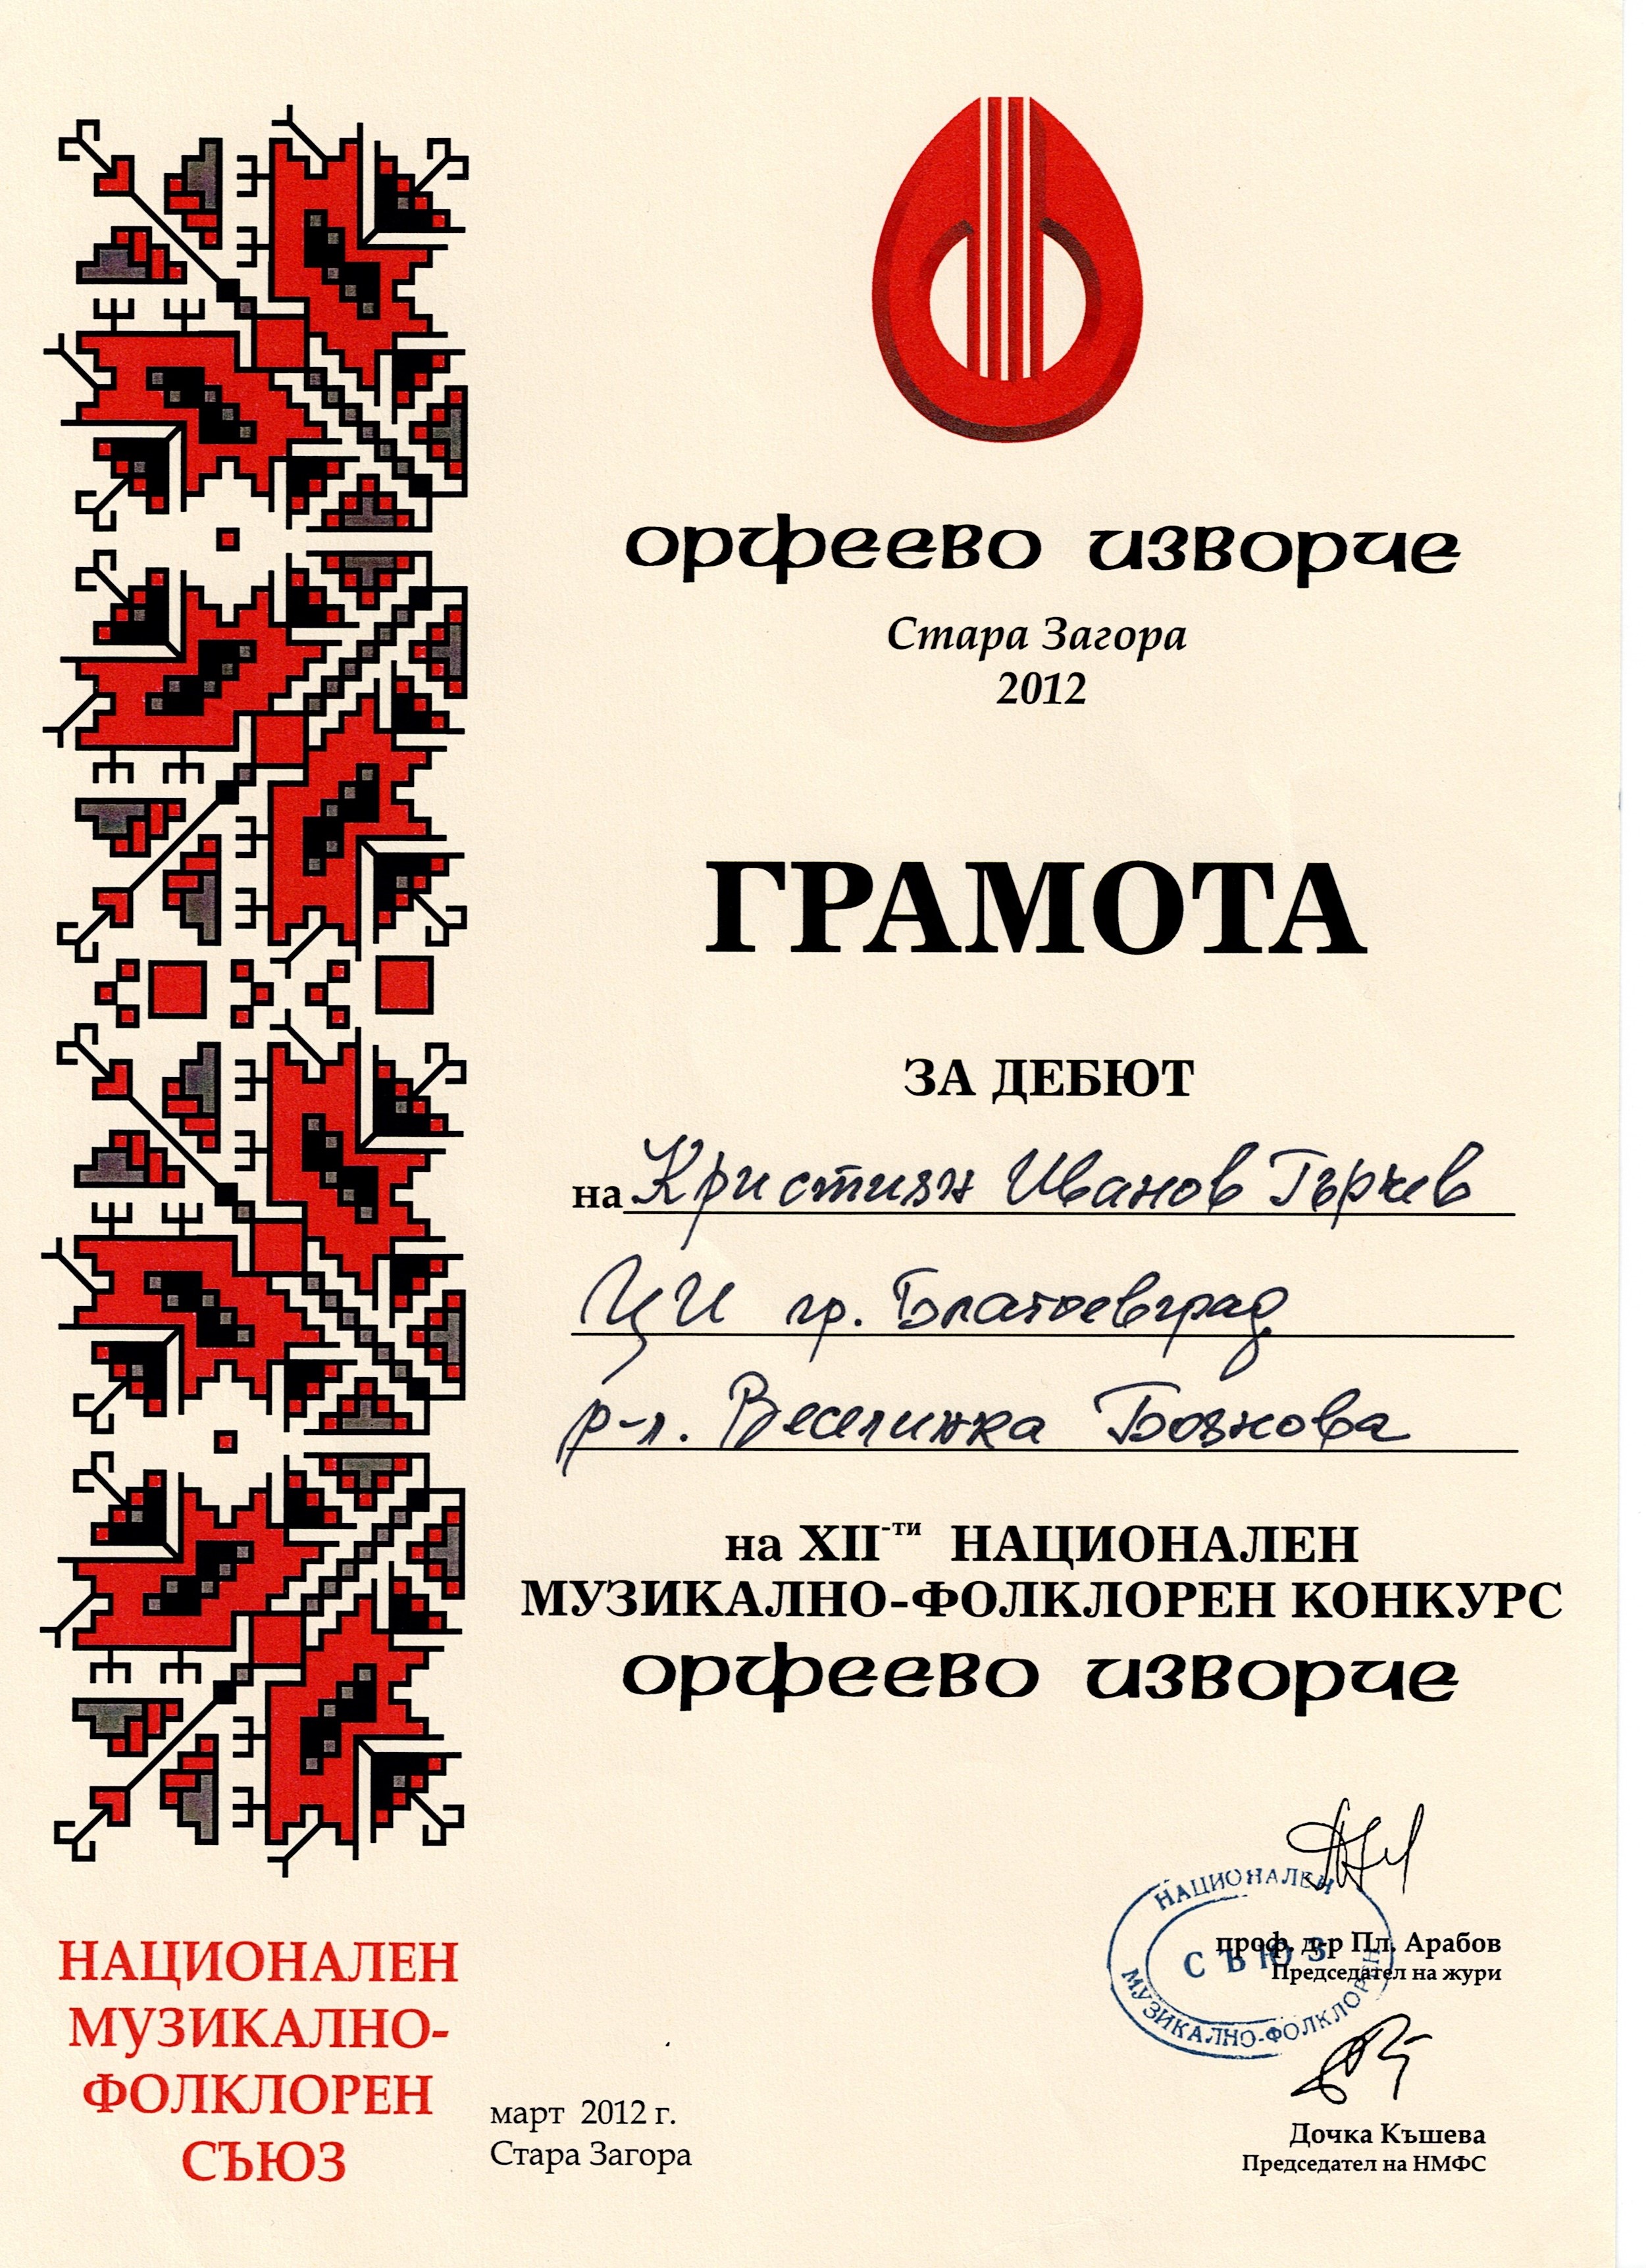 орфеево изворче
Стара Загора
2012
ГРАМОТА
ЗА ДЕБЮТ
на Кристиян Иванов Гърчев
ЦИ гр. Благоевград
р-л. Веселинка Боянова
на XII-ти НАЦИОНАЛЕН
МУЗИКАЛНО-ФОЛКЛОРЕН КОНКУРС
орфеево изворче
НАЦИОНАЛЕН
МУЗИКАЛНО-ФОЛКЛОРЕН
СЪЮЗ
проф. д-р Пл. Арабов
Председател на жури
Дочка Къшева
Председател на НМФС
март 2012 г.
Стара Загора
НАЦИОНАЛЕН
МУЗИКАЛНО-
ФОЛКЛОРЕН
СЪЮЗ